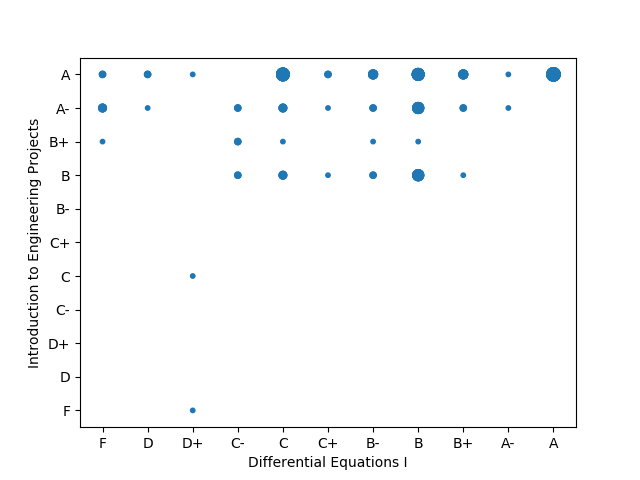 A
A-
B+
B
B-
C+
C
C-
D+
D
F
Introduction to Engineering Projects
F D D+ C- C C+ B- B B+ A- A
Differential Equations I